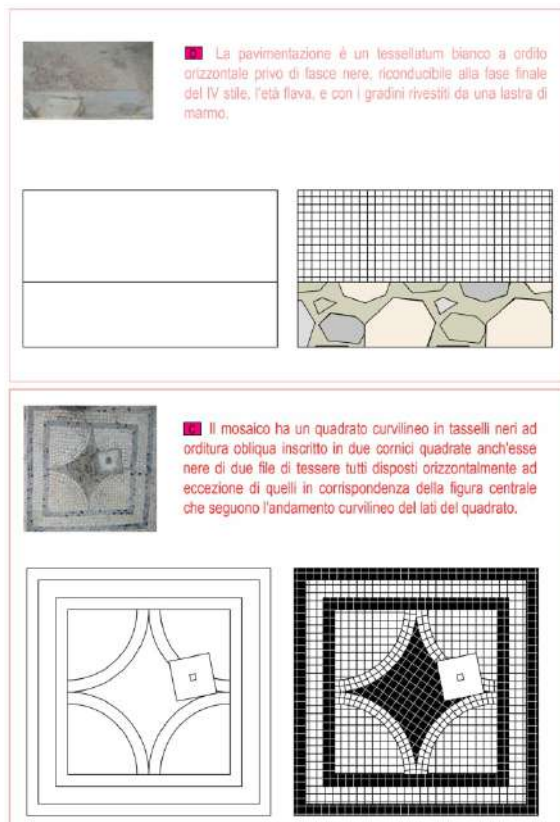 D La pavimentazione è un tessellatum bianco a ordito
orizzontale privo di fasce nere, riconducibile alla fase finale
del IV stile, l'età flava, e con i gradini rivestiti da una lastra di
marmo.
C Il mosaico ha un quadrato curvilineo in tasselli neri ad
orditura obliqua inscritto in due cornici quadrate anch'esse
nere di due file di tessere tutti disposti orizzontalmente ad
eccezione di quelli in corrispondenza della figura centrale
che seguono l'andamento curvilineo del lati del quadrato.